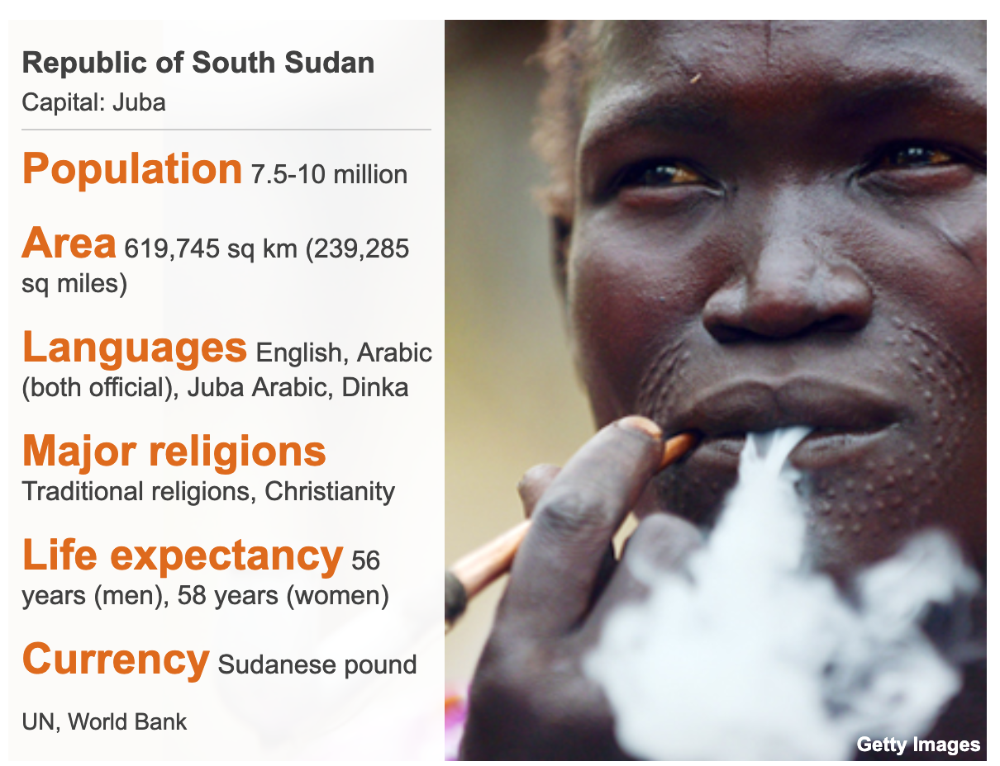 Republic of South Sudan
Capital: Juba
Population 7.5-10 million
Area 619,745 sq km (239,285
sq miles)
Languages English, Arabic
(both official), Juba Arabic, Dinka
Major religions
Traditional religions, Christianity
Life expectancy 56
years (men), 58 years (women)
Currency Sudanese pound
UN, World Bank
Getty Images